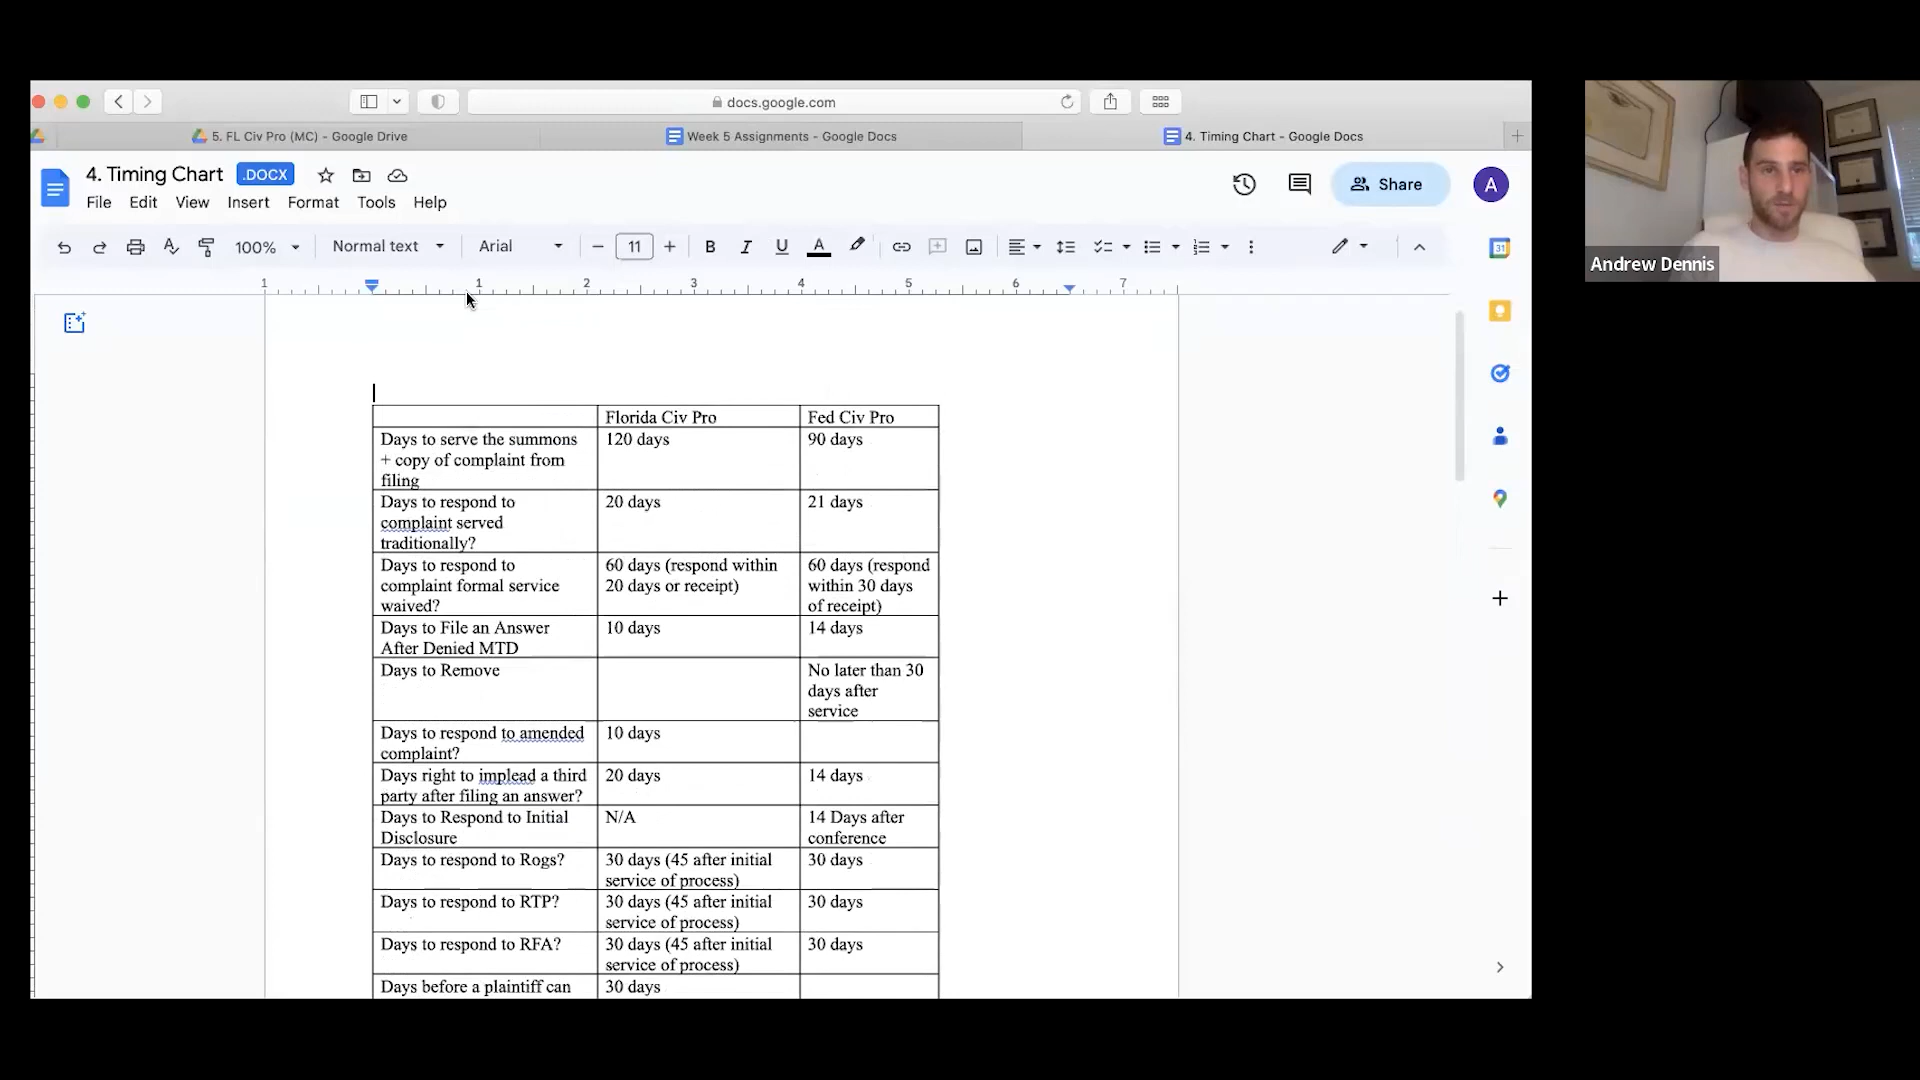 docs.google.com
5. FL Civ Pro (MC) - Google Drive
Week 5 Assignments - Google Docs
4. Timing Chart - Google Docs
4. Timing Chart
.DOCX
Share
A
File Edit View Insert Format Tools Help
100%
Normal text
Arial
11
B I U A
31
1 1 2 3 4 5 6 7
Andrew Dennis
Florida Civ Pro
Fed Civ Pro
Days to serve the summons
+ copy of complaint from
filing
120 days
90 days
Days to respond to
complaint served
traditionally?
20 days
21 days
Days to respond to
complaint formal service
waived?
60 days (respond within
20 days or receipt)
60 days (respond
within 30 days
of receipt)
Days to File an Answer
After Denied MTD
10 days
14 days
Days to Remove
No later than 30
days after
service
Days to respond to amended
complaint?
10 days
Days right to implead a third
party after filing an answer?
20 days
14 days
Days to Respond to Initial
Disclosure
N/A
14 Days after
conference
Days to respond to Rogs?
30 days (45 after initial
service of process)
30 days
Days to respond to RTP?
30 days (45 after initial
service of process)
30 days
Days to respond to RFA?
30 days (45 after initial
service of process)
30 days
Days before a plaintiff can
30 days